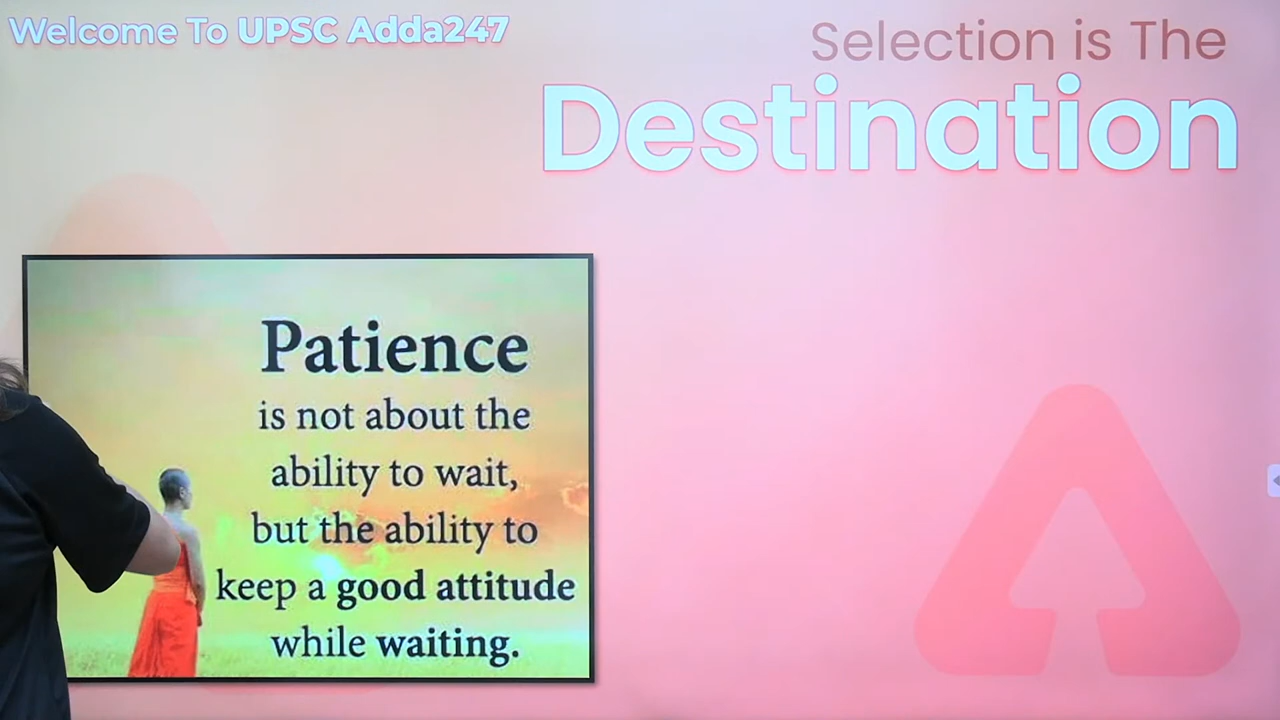 Welcome To UPSC Adda247
Selection is The
Destination
Patience
is not about the
ability to wait,
but the ability to
keep a good attitude
while waiting.